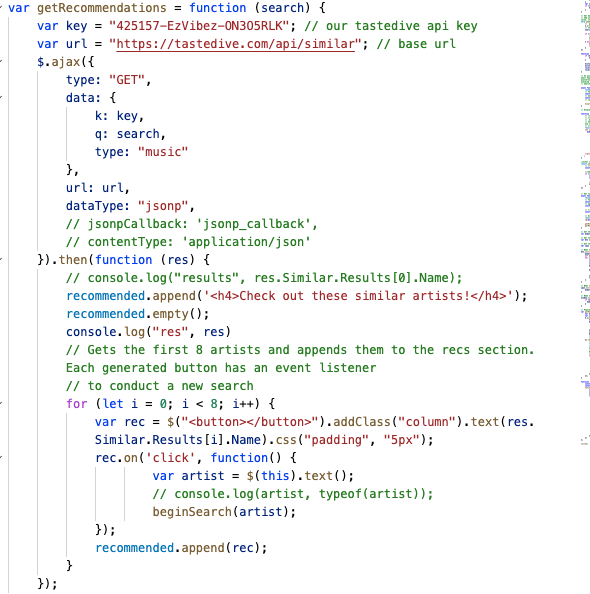 var getRecommendations = function (search) {
var key = "425157-EzVibez-ON3O5RLK"; // our tastedive api key
var url = "https://tastedive.com/api/similar"; // base url
$.ajax({
type: "GET",
data: {
k: key,
q: search,
type: "music"
},
url: url,
dataType: "jsonp",
// jsonpCallback: 'jsonp_callback',
// contentType: 'application/json'
}).then(function (res) {
// console.log("results", res.Similar.Results[0].Name);
recommended.append('<h4>Check out these similar artists!</h4>');
recommended.empty();
console.log("res", res)
// Gets the first 8 artists and appends them to the recs section.
Each generated button has an event listener
// to conduct a new search
for (let i = 0; i < 8; i++) {
var rec = $("<button></button>").addClass("column").text(res.
Similar.Results[i].Name).css("padding", "5px");
rec.on('click', function() {
var artist = $(this).text();
// console.log(artist, typeof(artist));
beginSearch(artist);
});
recommended.append(rec);
}
});